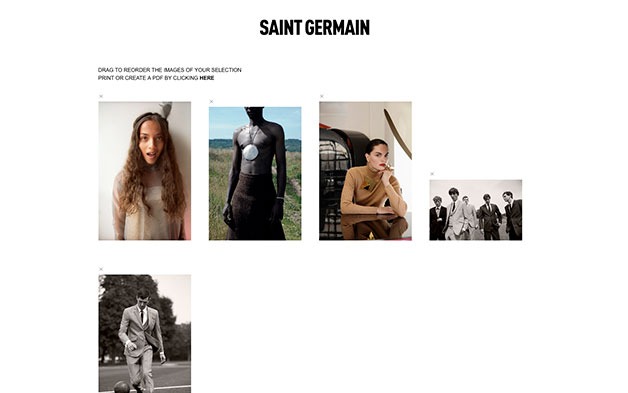 SAINT GERMAIN
DRAG TO REORDER THE IMAGES OF YOUR SELECTION
PRINT OR CREATE A PDF BY CLICKING HERE